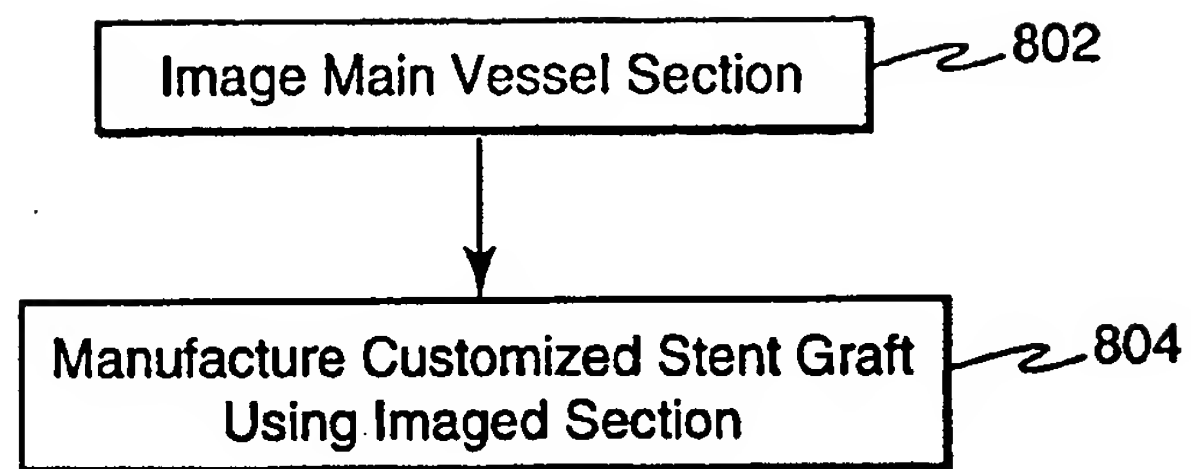 Image Main Vessel Section
802
Manufacture Customized Stent Graft
Using Imaged Section
804